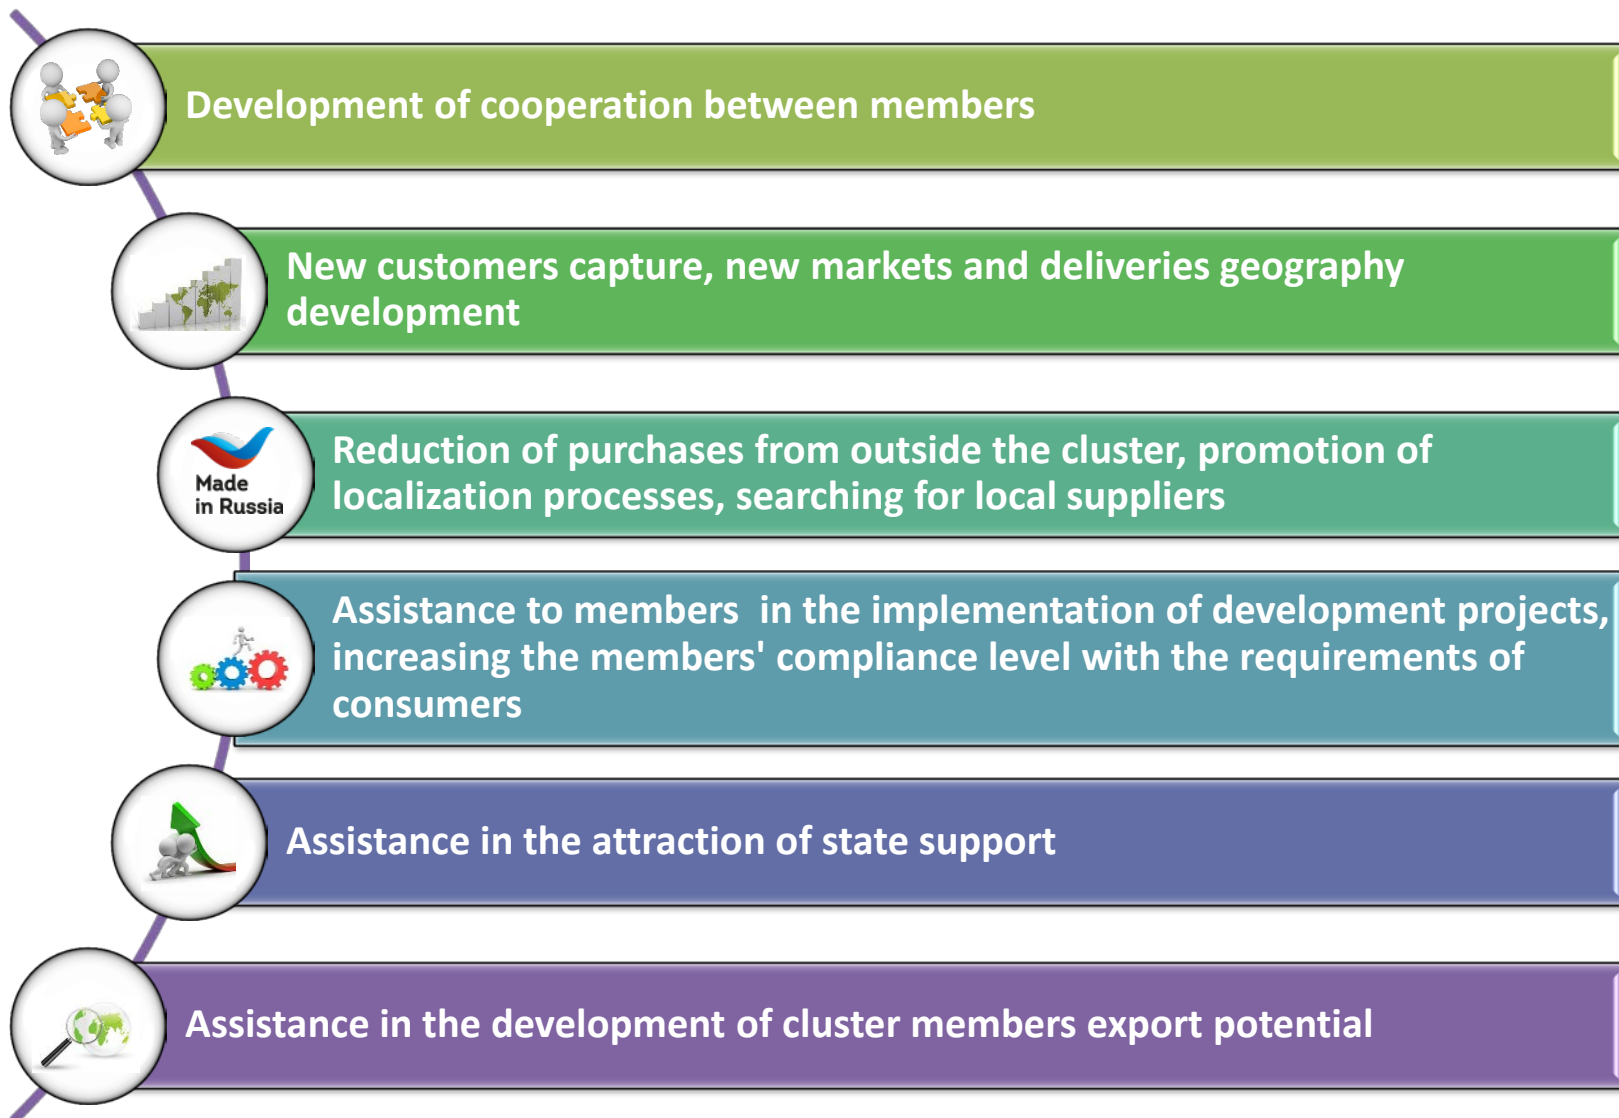 Development of cooperation between members
New customers capture, new markets and deliveries geography
development
Made
in Russia
Reduction of purchases from outside the cluster, promotion of
localization processes, searching for local suppliers
Assistance to members  in the implementation of development projects,
increasing the members' compliance level with the requirements of
consumers
Assistance in the attraction of state support
Assistance in the development of cluster members export potential